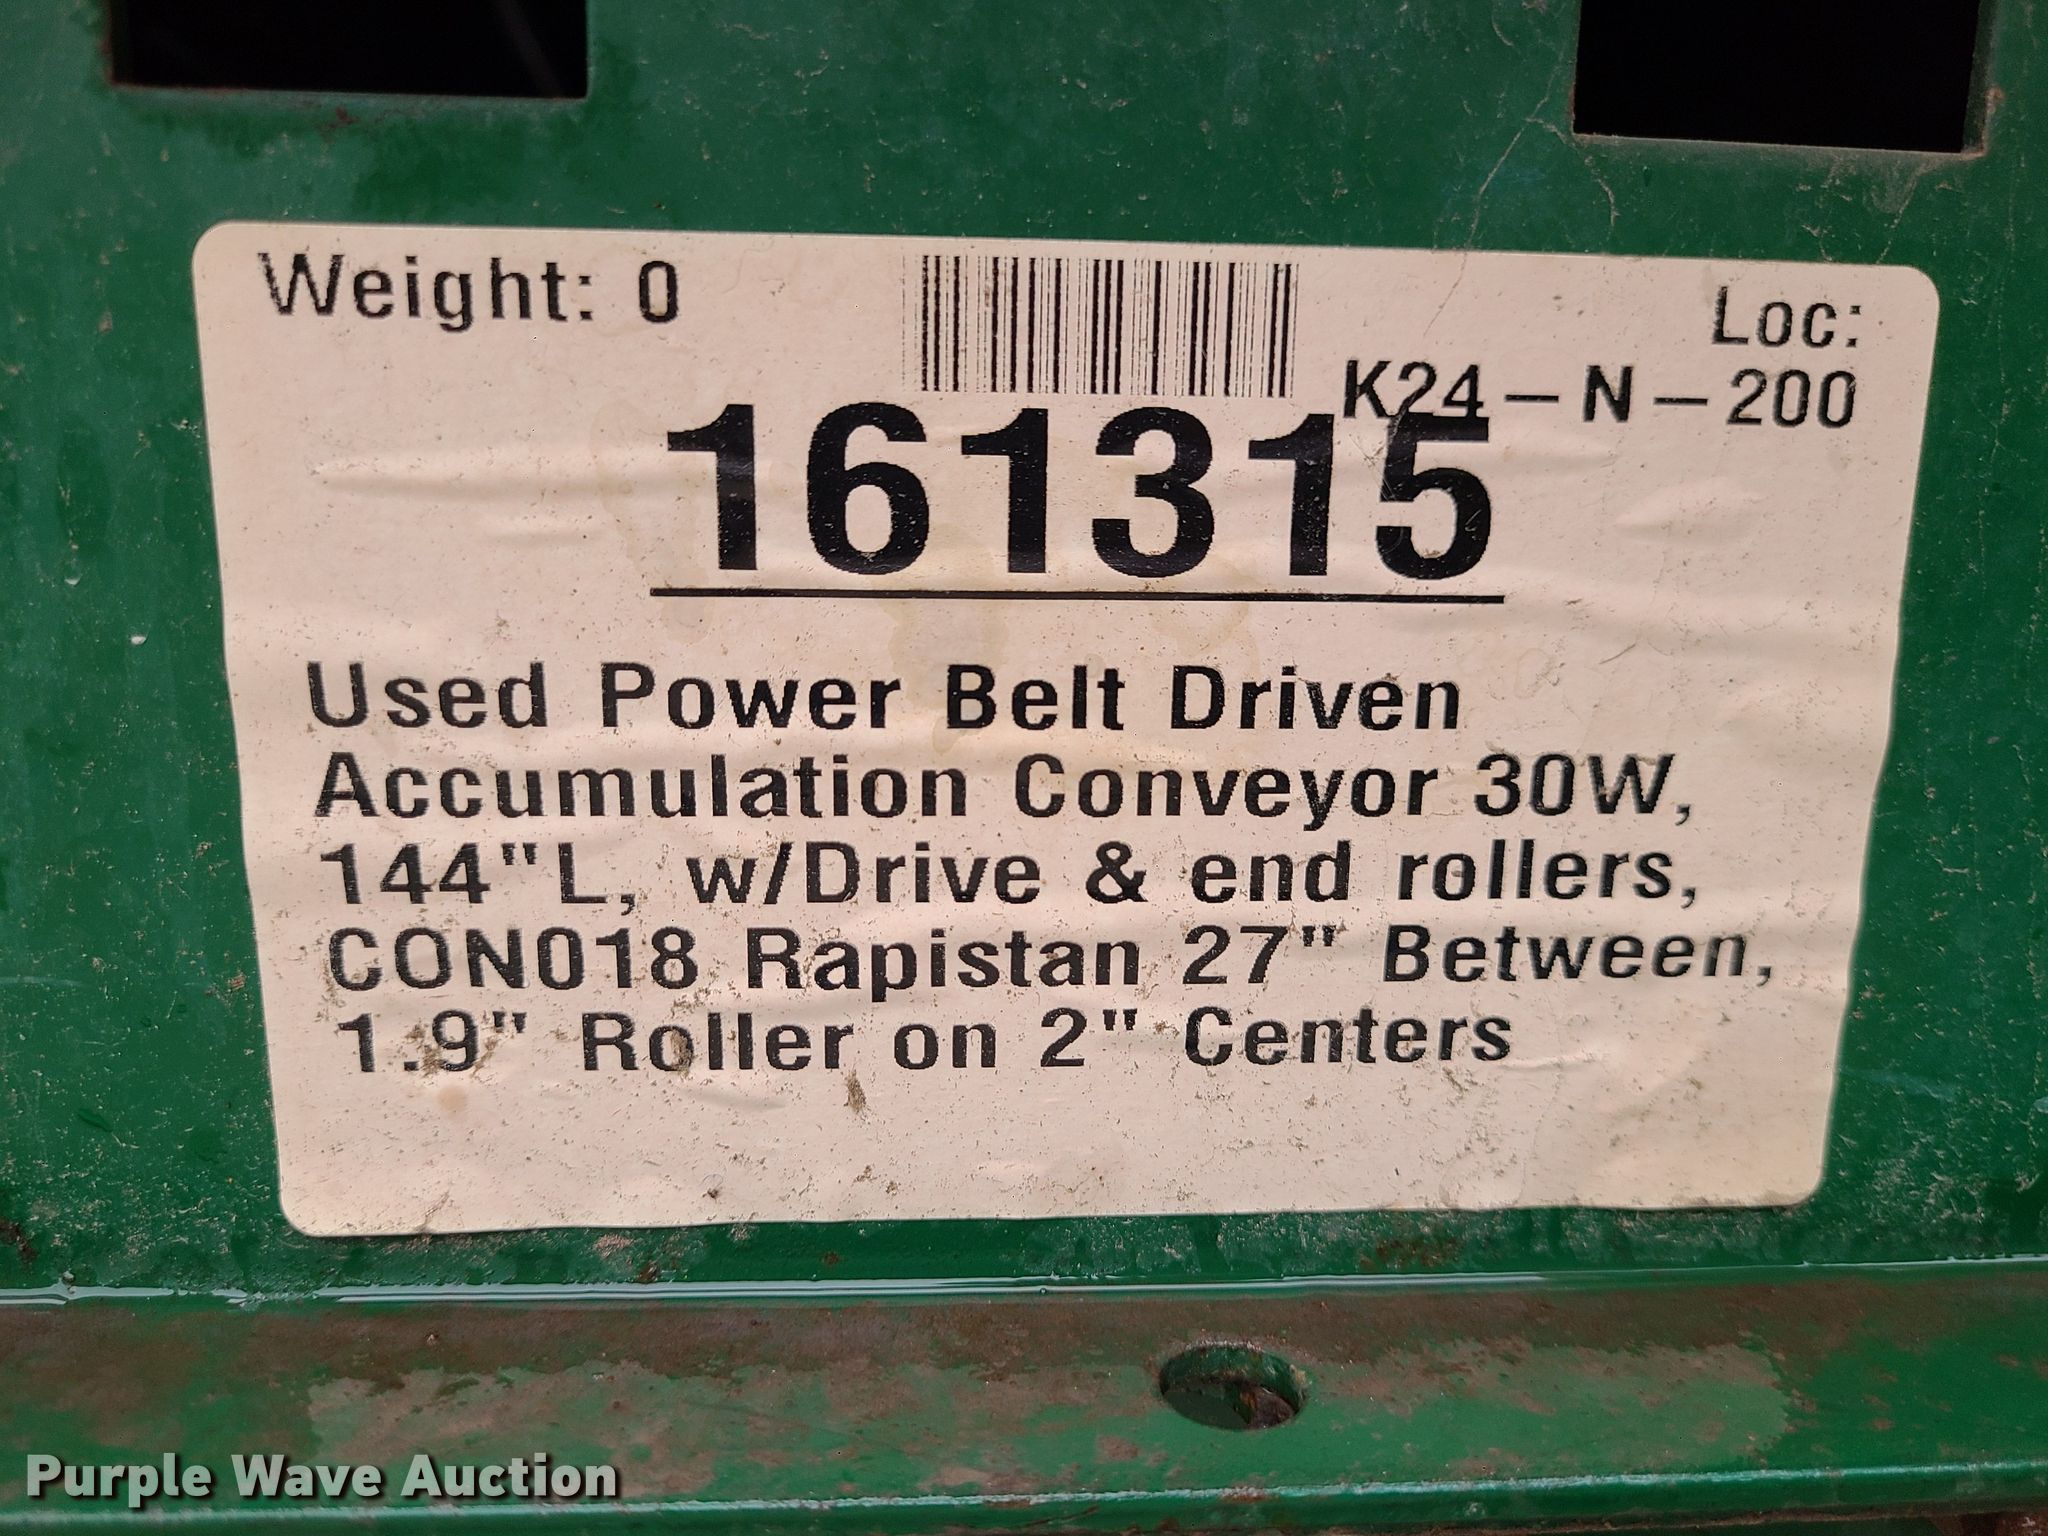 Weight: 0
Loc:
K24-N-200
161315
Used Power Belt Driven
Accumulation Conveyor 30W,
144"L, w/Drive & end rollers,
CON018 Rapistan 27" Between,
1.9" Roller on 2" Centers
Purple Wave Auction